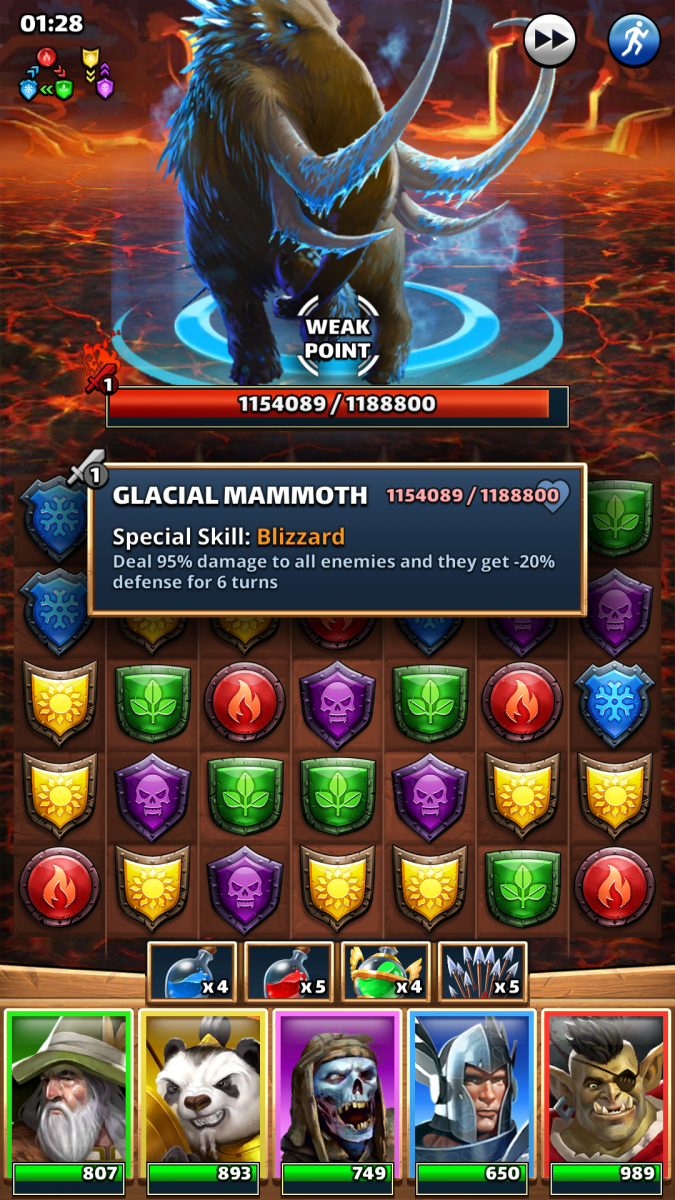 01:28
WEAK
POINT
1
1154089 / 1188800
1
GLACIAL MAMMOTH 1154089 / 1188800
Special Skill: Blizzard
Deal 95% damage to all enemies and they get -20%
defense for 6 turns
x4 x5 x4 x5
807 893 749 650 989